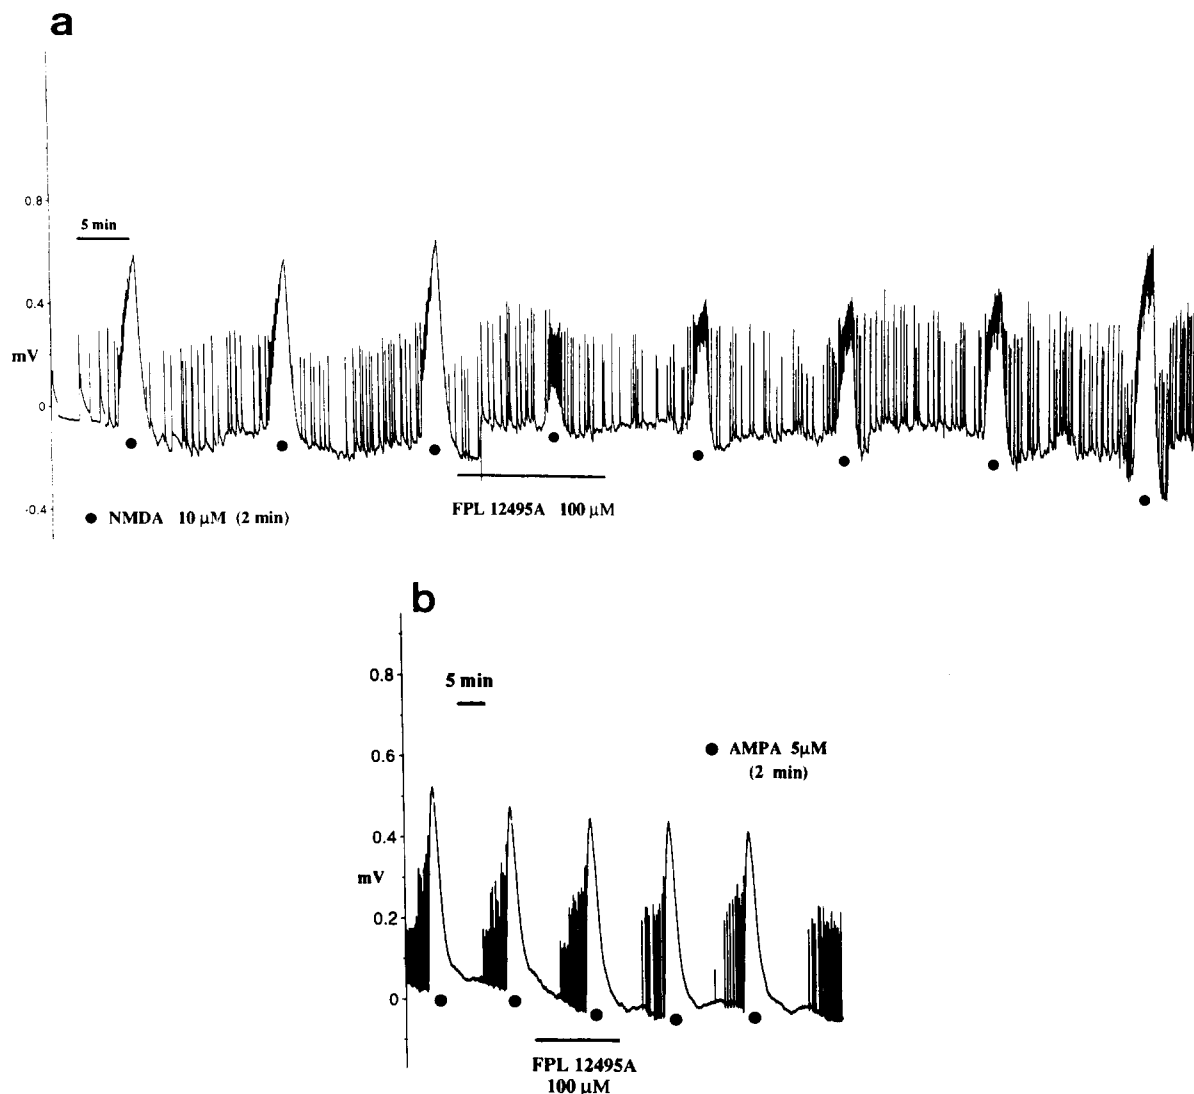 a
0.8
5 min
0.4
mV
0
-0.4
● NMDA 10 µM (2 min)
FPL 12495A 100 µM
b
0.8
5 min
0.6
● AMPA 5µM
(2 min)
0.4
mV
0.2
0
FPL 12495A
100 µM